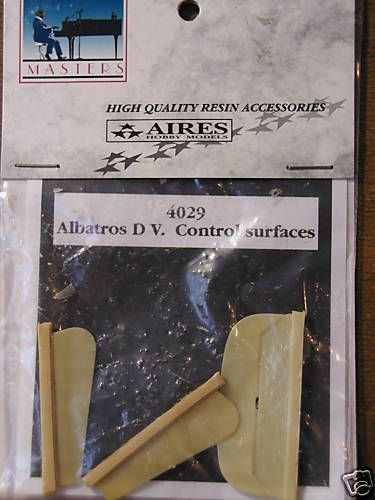 MASTERS
HIGH QUALITY RESIN ACCESSORIES
AIRES
HOBBY MODELS
4029
Albatros D V. Control surfaces